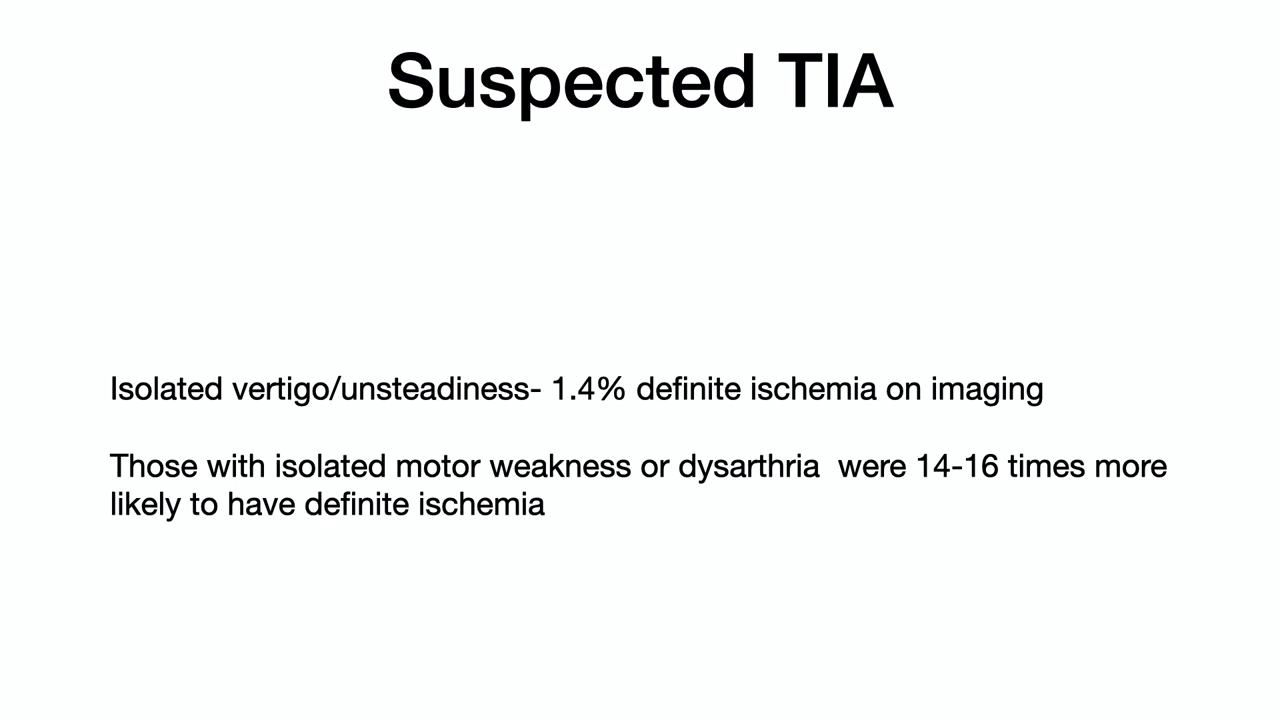 Suspected TIA
Isolated vertigo/unsteadiness- 1.4% definite ischemia on imaging
Those with isolated motor weakness or dysarthria  were 14-16 times more
likely to have definite ischemia